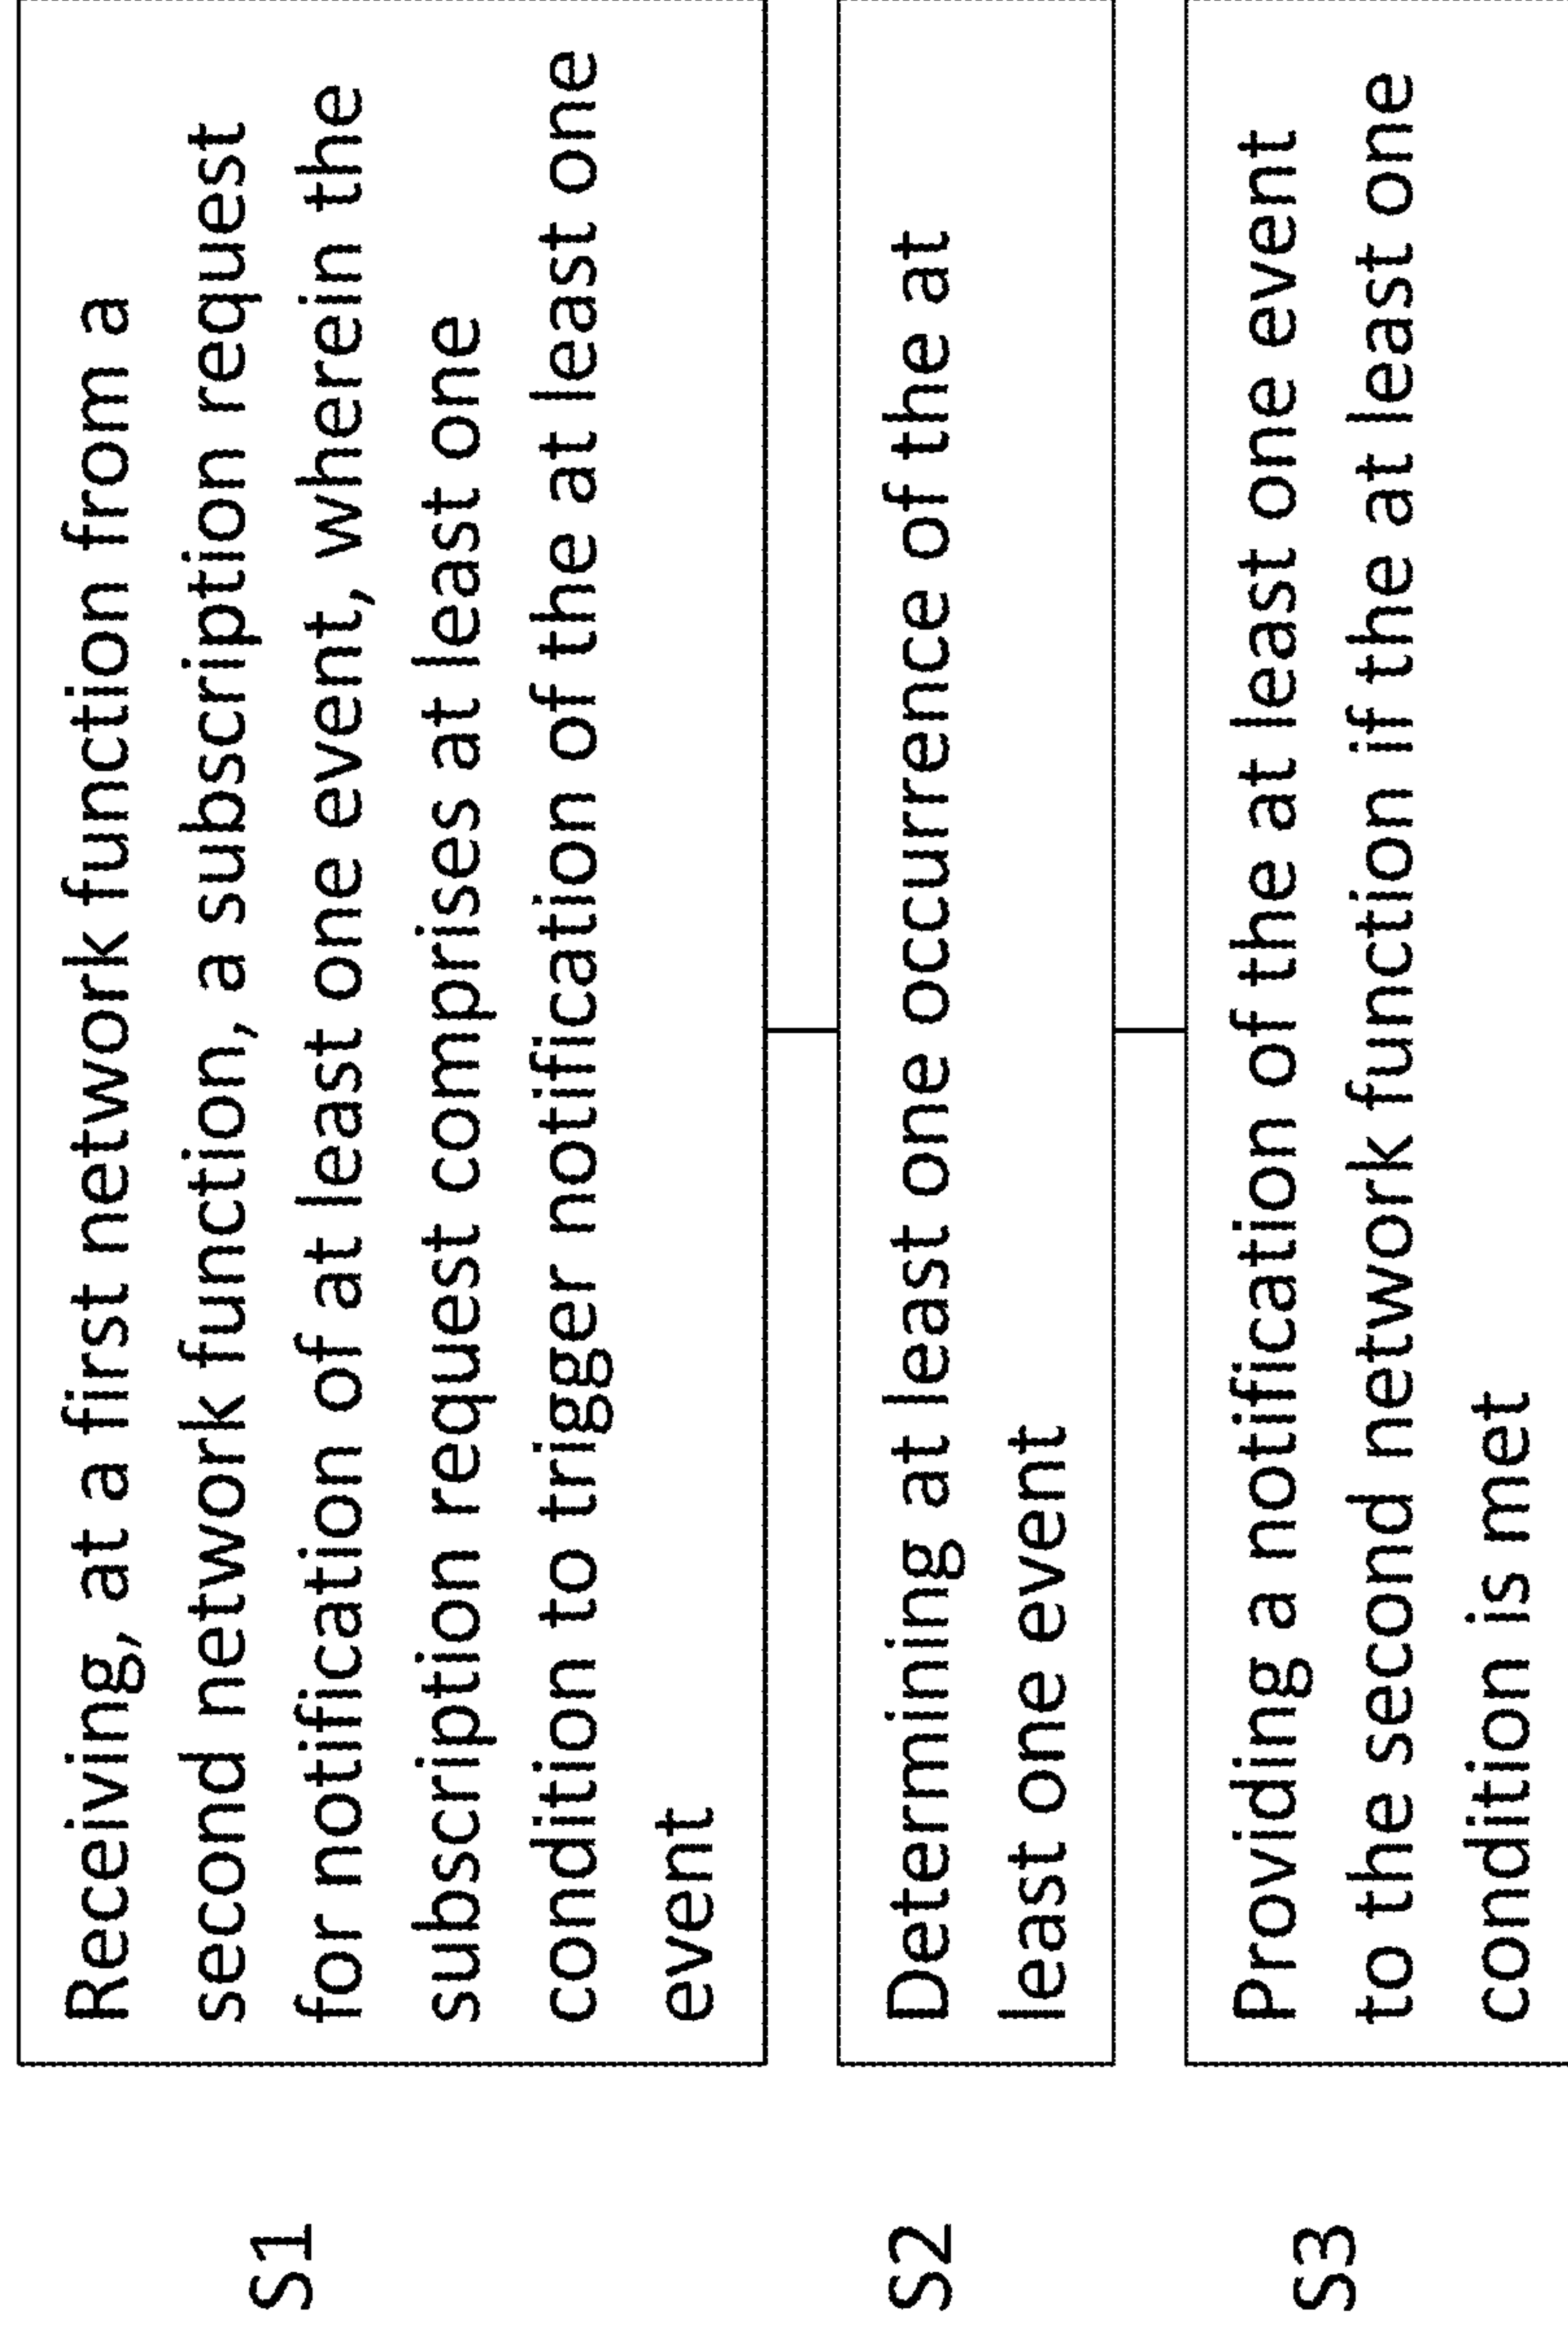 S1
Receiving, at a first network function from a
second network function, a subscription request
for notification of at least one event, wherein the
subscription request comprises at least one
condition to trigger notification of the at least one
event
S2
Determining at least one occurrence of the at
least one event
S3
Providing a notification of the at least one event
to the second network function if the at least one
condition is met